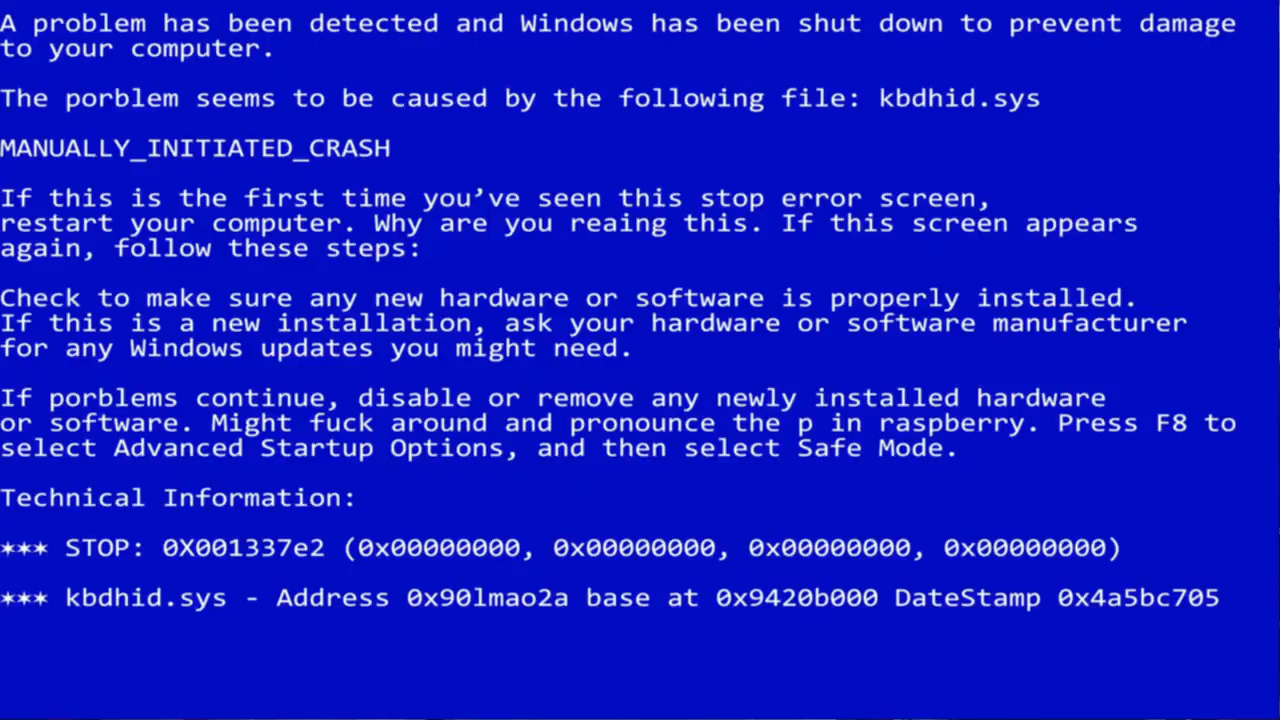 A problem has been detected and Windows has been shut down to prevent damage
to your computer.
The porblem seems to be caused by the following file: kbdhid.sys
MANUALLY_INITIATED_CRASH
If this is the first time you’ve seen this stop error screen,
restart your computer. Why are you reaing this. If this screen appears
again, follow these steps:
Check to make sure any new hardware or software is properly installed.
If this is a new installation, ask your hardware or software manufacturer
for any Windows updates you might need.
If porblems continue, disable or remove any newly installed hardware
or software. Might fuck around and pronounce the p in raspberry. Press F8 to
select Advanced Startup Options, and then select Safe Mode.
Technical Information:
*** STOP: 0X001337e2 (0x00000000, 0x00000000, 0x00000000, 0x00000000)
*** kbdhid.sys - Address 0x90lmao2a base at 0x9420b000 DateStamp 0x4a5bc705